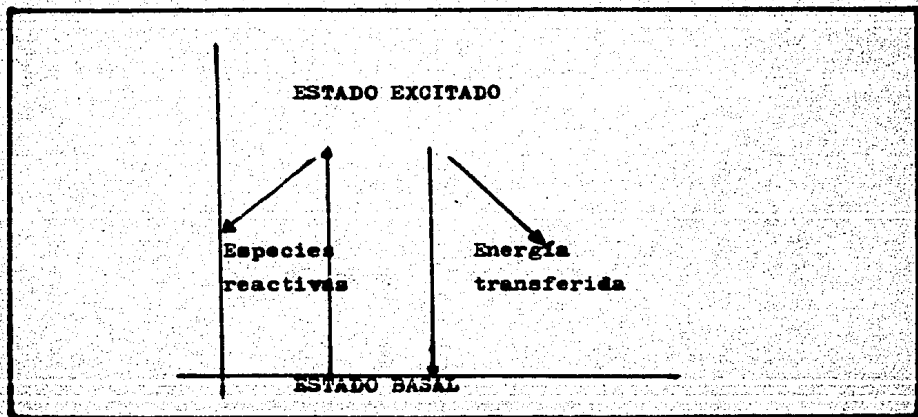 ESTADO EXCITADO
Especies
reactivas
Energía
transferida
ESTADO BASAL